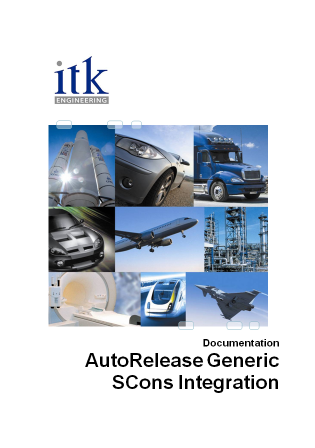 itk
ENGINEERING
Documentation
AutoRelease Generic
SCons Integration